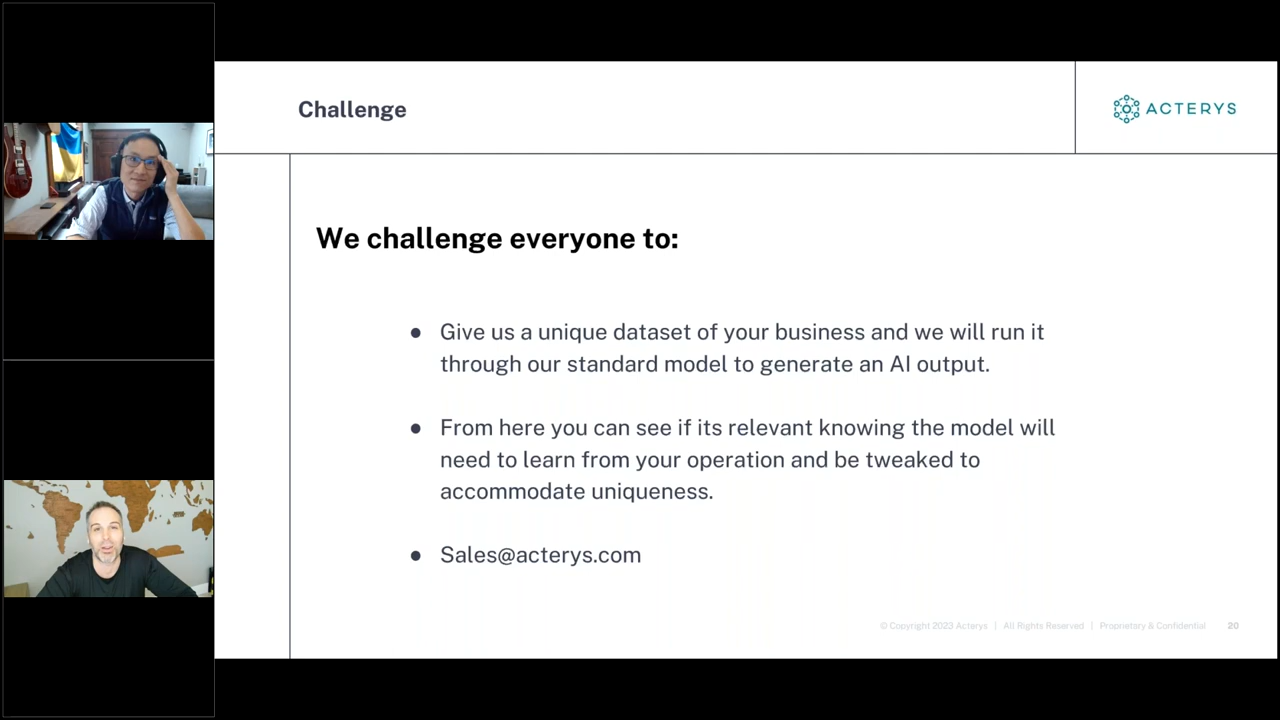 Challenge
ACTERYS
We challenge everyone to:
● Give us a unique dataset of your business and we will run it
through our standard model to generate an AI output.
● From here you can see if its relevant knowing the model will
need to learn from your operation and be tweaked to
accommodate uniqueness.
● Sales@acterys.com
© Copyright 2023 Acterys | All Rights Reserved | Proprietary & Confidential 20